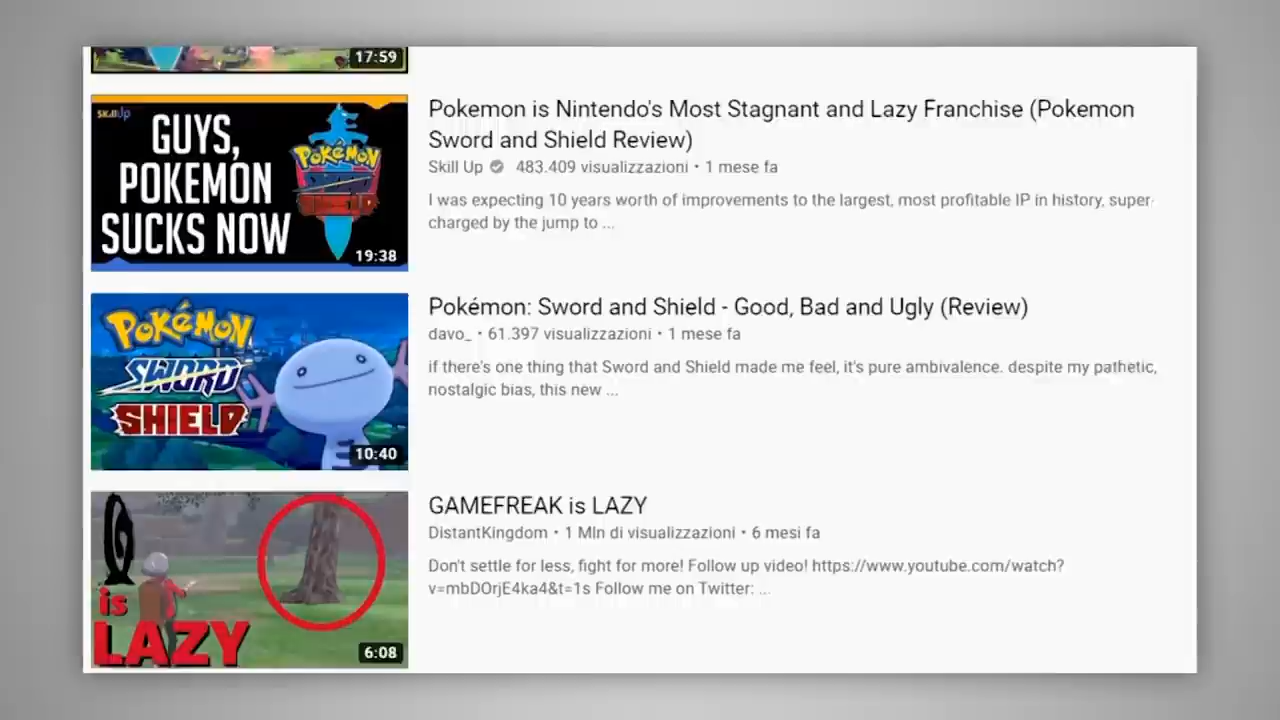 17:59
SkillUp
GUYS,
POKEMON
SUCKS NOW
POKéMON
SHIELD
19:38
Pokemon is Nintendo's Most Stagnant and Lazy Franchise (Pokemon
Sword and Shield Review)
Skill Up 483.409 visualizzazioni • 1 mese fa
I was expecting 10 years worth of improvements to the largest, most profitable IP in history, super-
charged by the jump to ...
POKéMON
SWORD
SHIELD
10:40
Pokémon: Sword and Shield - Good, Bad and Ugly (Review)
davo_ • 61.397 visualizzazioni • 1 mese fa
if there's one thing that Sword and Shield made me feel, it's pure ambivalence. despite my pathetic,
nostalgic bias, this new ...
is
LAZY
6:08
GAMEFREAK is LAZY
DistantKingdom • 1 Mln di visualizzazioni • 6 mesi fa
Don't settle for less, fight for more! Follow up video! https://www.youtube.com/watch?
v=mbDOrjE4ka4&t=1s Follow me on Twitter: ...